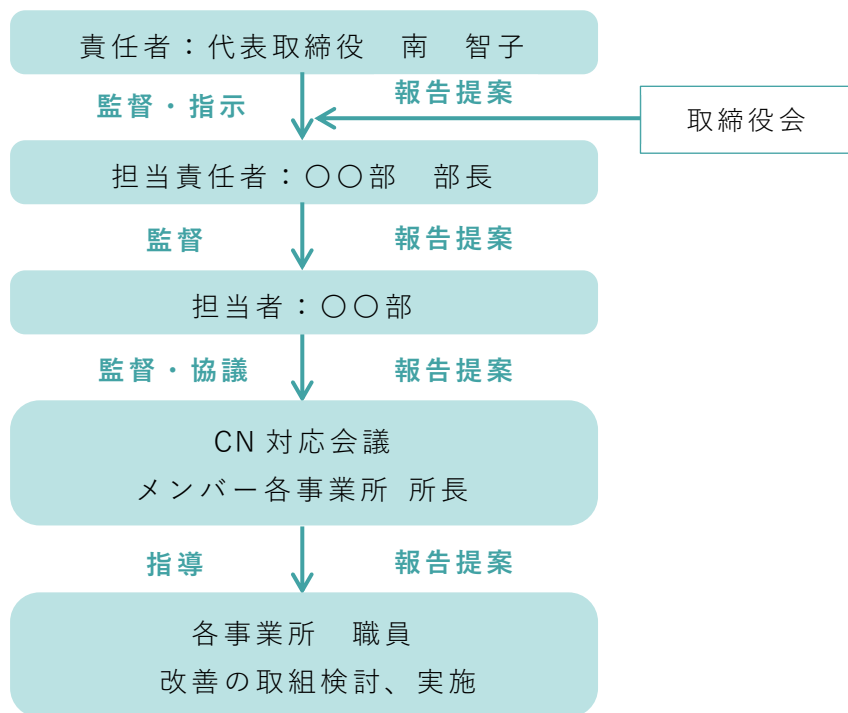 責任者：代表取締役　南　智子
監督・指示
報告提案
取締役会
担当責任者：〇〇部　部長
監督
報告提案
担当者：〇〇部
監督・協議
報告提案
CN 対応会議
メンバー各事業所 所長
指導
報告提案
各事業所　職員
改善の取組検討、実施